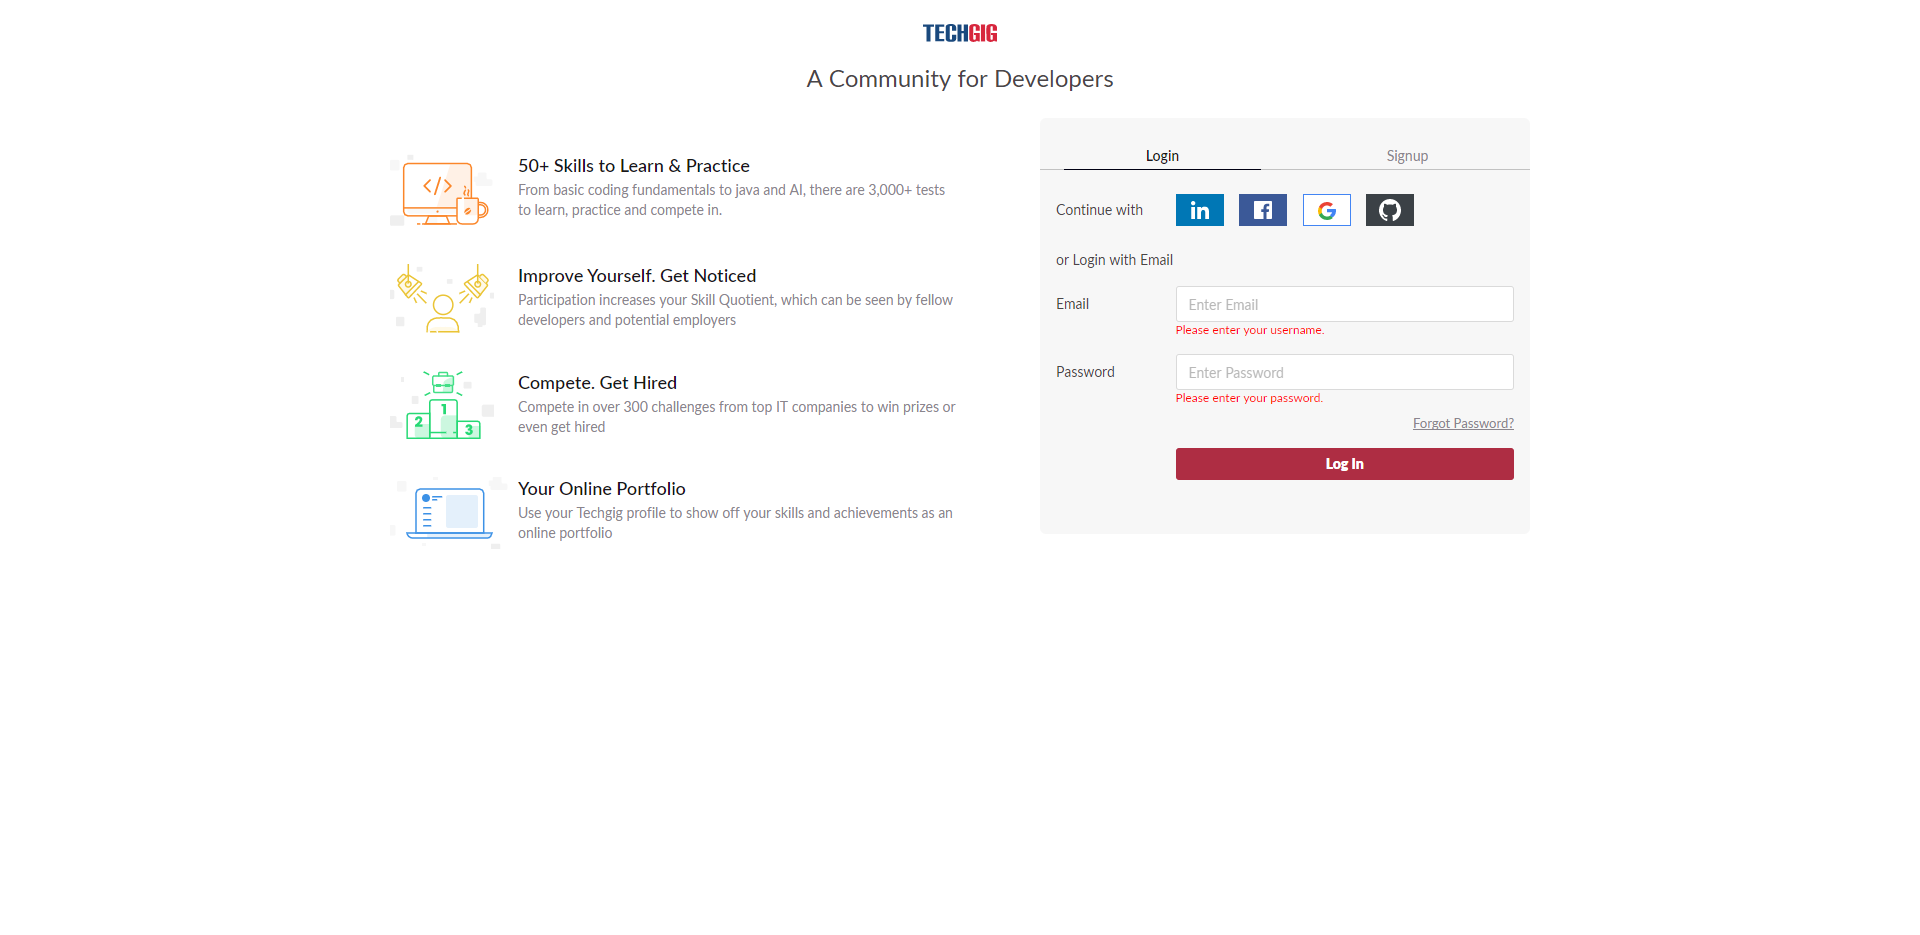 TECHGIG
A Community for Developers
50+ Skills to Learn & Practice
From basic coding fundamentals to java and AI, there are 3,000+ tests
to learn, practice and compete in.
Improve Yourself. Get Noticed
Participation increases your Skill Quotient, which can be seen by fellow
developers and potential employers
1
2
3
Compete. Get Hired
Compete in over 300 challenges from top IT companies to win prizes or
even get hired
Your Online Portfolio
Use your Techgig profile to show off your skills and achievements as an
online portfolio
Login
Signup
Continue with
or Login with Email
Email
Enter Email
Please enter your username.
Password
Enter Password
Please enter your password.
Forgot Password?
Log In